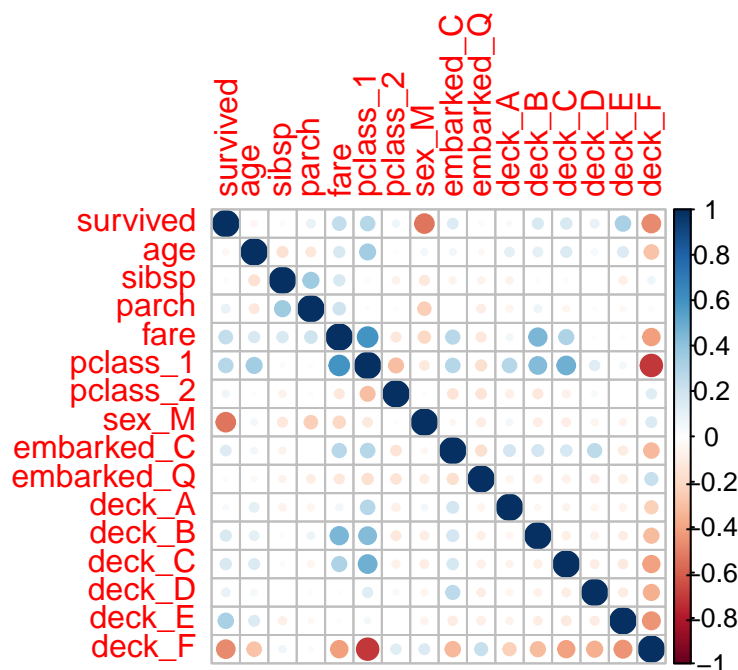 survived
age
sibsp
parch
fare
pclass_1
pclass_2
sex_M
embarked_C
embarked_Q
deck_A
deck_B
deck_C
deck_D
deck_E
deck_F
survived
age
sibsp
parch
fare
pclass_1
pclass_2
sex_M
embarked_C
embarked_Q
deck_A
deck_B
deck_C
deck_D
deck_E
deck_F
1
0.8
0.6
0.4
0.2
0
−0.2
−0.4
−0.6
−0.8
−1